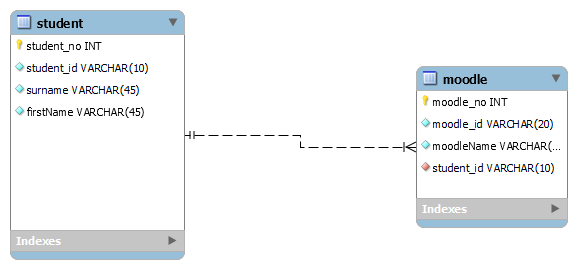 student
student_no INT
student_id VARCHAR(10)
surname VARCHAR(45)
firstName VARCHAR(45)
Indexes
moodle
moodle_no INT
moodle_id VARCHAR(20)
moodleName VARCHAR(...
student_id VARCHAR(10)
Indexes